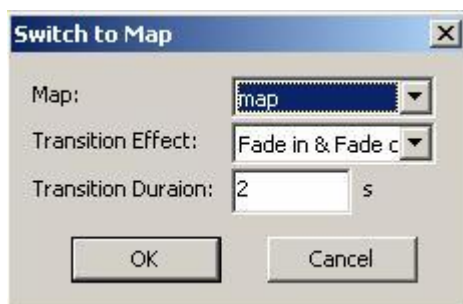 Switch to Map
Map: map
Transition Effect: Fade in & Fade c
Transition Duraion: 2 s
OK Cancel